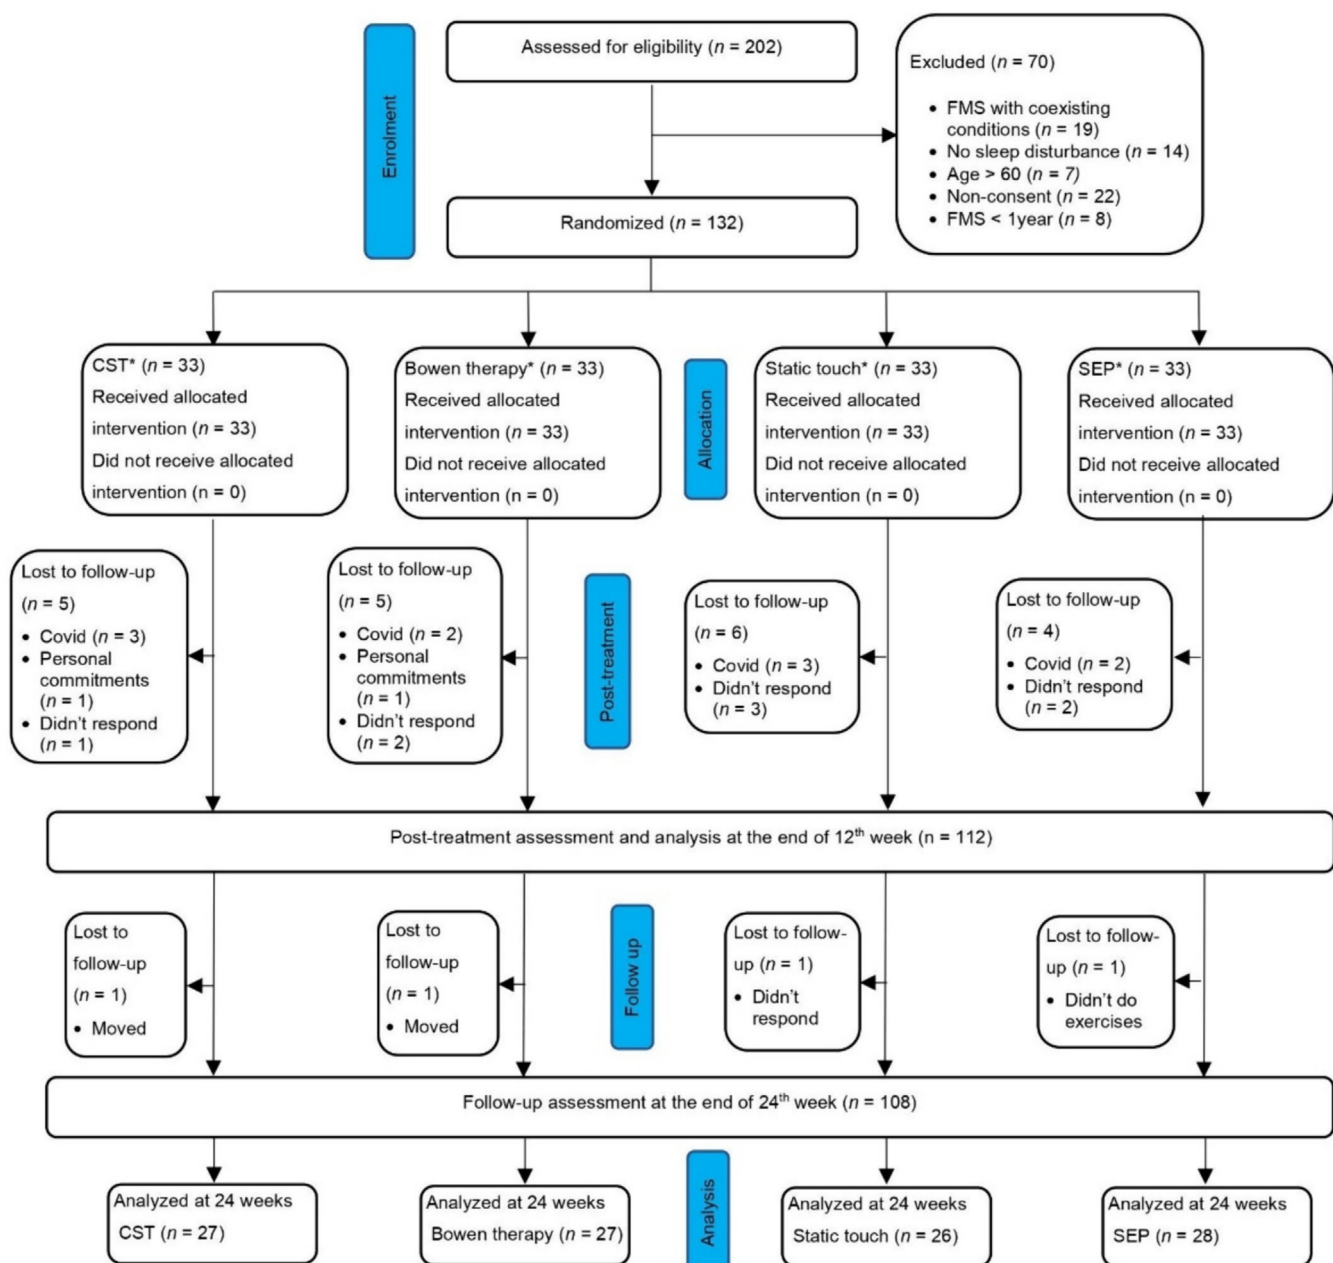 Enrolment
Assessed for eligibility (n = 202)
Excluded (n = 70)
• FMS with coexisting
conditions (n = 19)
• No sleep disturbance (n = 14)
• Age > 60 (n = 7)
• Non-consent (n = 22)
• FMS < 1year (n = 8)
Randomized (n = 132)
Allocation
CST* (n = 33)
Received allocated
intervention (n = 33)
Did not receive allocated
intervention (n = 0)
Bowen therapy* (n = 33)
Received allocated
intervention (n = 33)
Did not receive allocated
intervention (n = 0)
Static touch* (n = 33)
Received allocated
intervention (n = 33)
Did not receive allocated
intervention (n = 0)
SEP* (n = 33)
Received allocated
intervention (n = 33)
Did not receive allocated
intervention (n = 0)
Post-treatment
Lost to follow-up
(n = 5)
• Covid (n = 3)
• Personal
commitments
(n = 1)
• Didn't respond
(n = 1)
Lost to follow-up
(n = 5)
• Covid (n = 2)
• Personal
commitments
(n = 1)
• Didn't respond
(n = 2)
Lost to follow-up
(n = 6)
• Covid (n = 3)
• Didn't respond
(n = 3)
Lost to follow-up
(n = 4)
• Covid (n = 2)
• Didn't respond
(n = 2)
Post-treatment assessment and analysis at the end of 12th week (n = 112)
Follow up
Lost to
follow-up
(n = 1)
• Moved
Lost to
follow-up
(n = 1)
• Moved
Lost to follow-
up (n = 1)
• Didn't
respond
Lost to follow-
up (n = 1)
• Didn't do
exercises
Follow-up assessment at the end of 24th week (n = 108)
Analysis
Analyzed at 24 weeks
CST (n = 27)
Analyzed at 24 weeks
Bowen therapy (n = 27)
Analyzed at 24 weeks
Static touch (n = 26)
Analyzed at 24 weeks
SEP (n = 28)